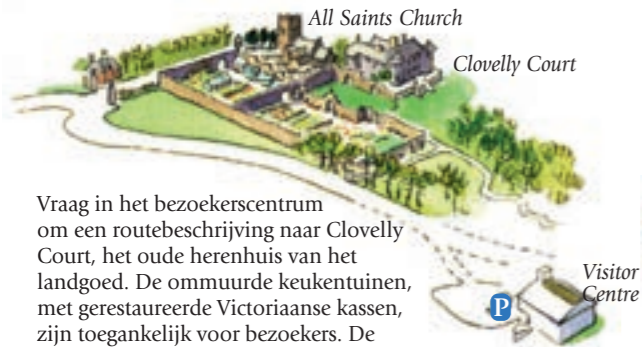 All Saints Church
Clovelly Court
Vraag in het bezoekerscentrum
om een routebeschrijving naar Clovelly
Court, het oude herenhuis van het
landgoed. De ommuurde keukentuinen,
met gerestaureerde Victoriaanse kassen,
zijn toegankelijk voor bezoekers. De
Visitor
Centre
P